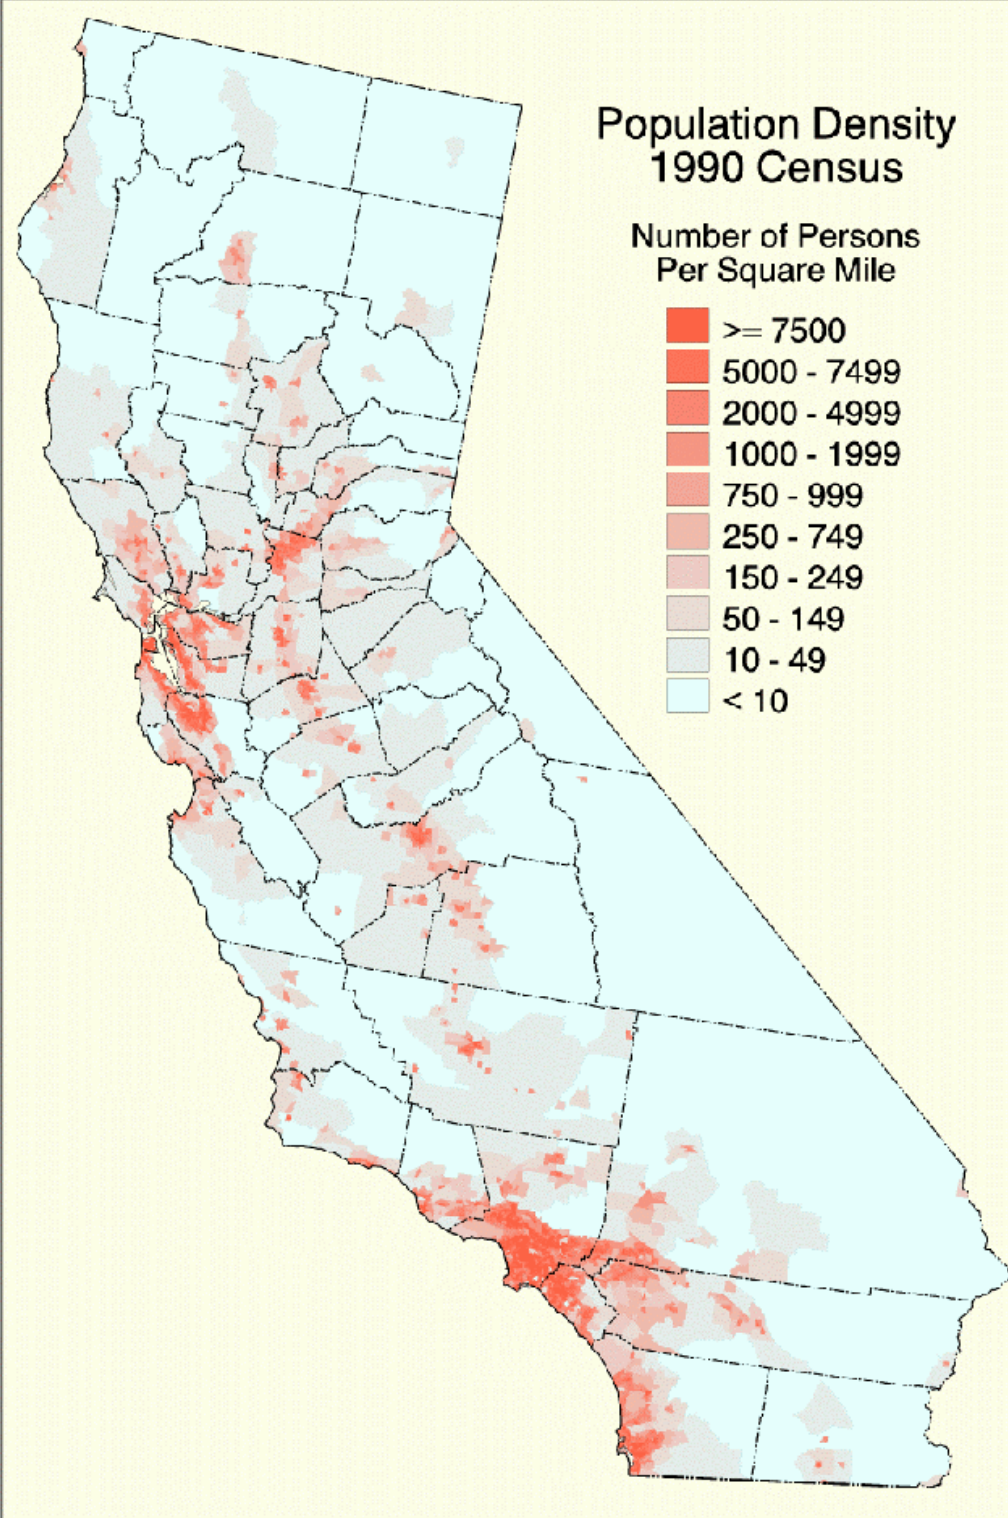 Population Density
1990 Census
Number of Persons
Per Square Mile
>= 7500
5000 - 7499
2000 - 4999
1000 - 1999
750 - 999
250 - 749
150 - 249
50 - 149
10 - 49
< 10